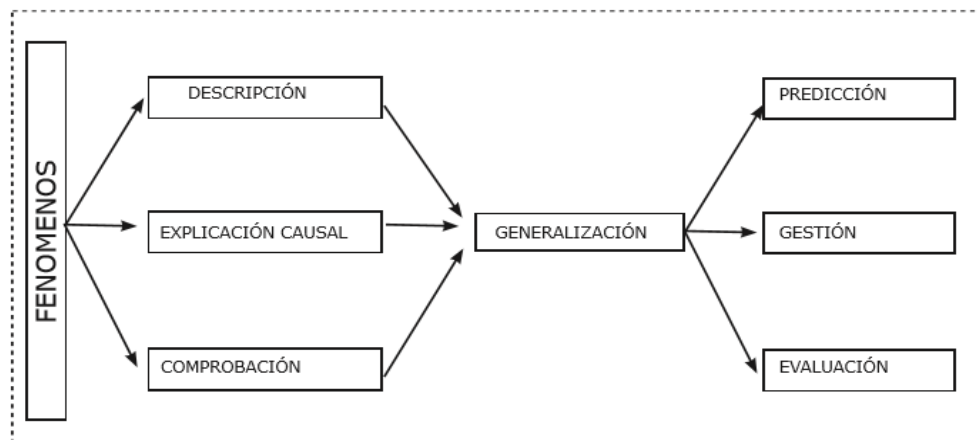 FENOMENOS
DESCRIPCIÓN
EXPLICACIÓN CAUSAL
COMPROBACIÓN
GENERALIZACIÓN
PREDICCIÓN
GESTIÓN
EVALUACIÓN